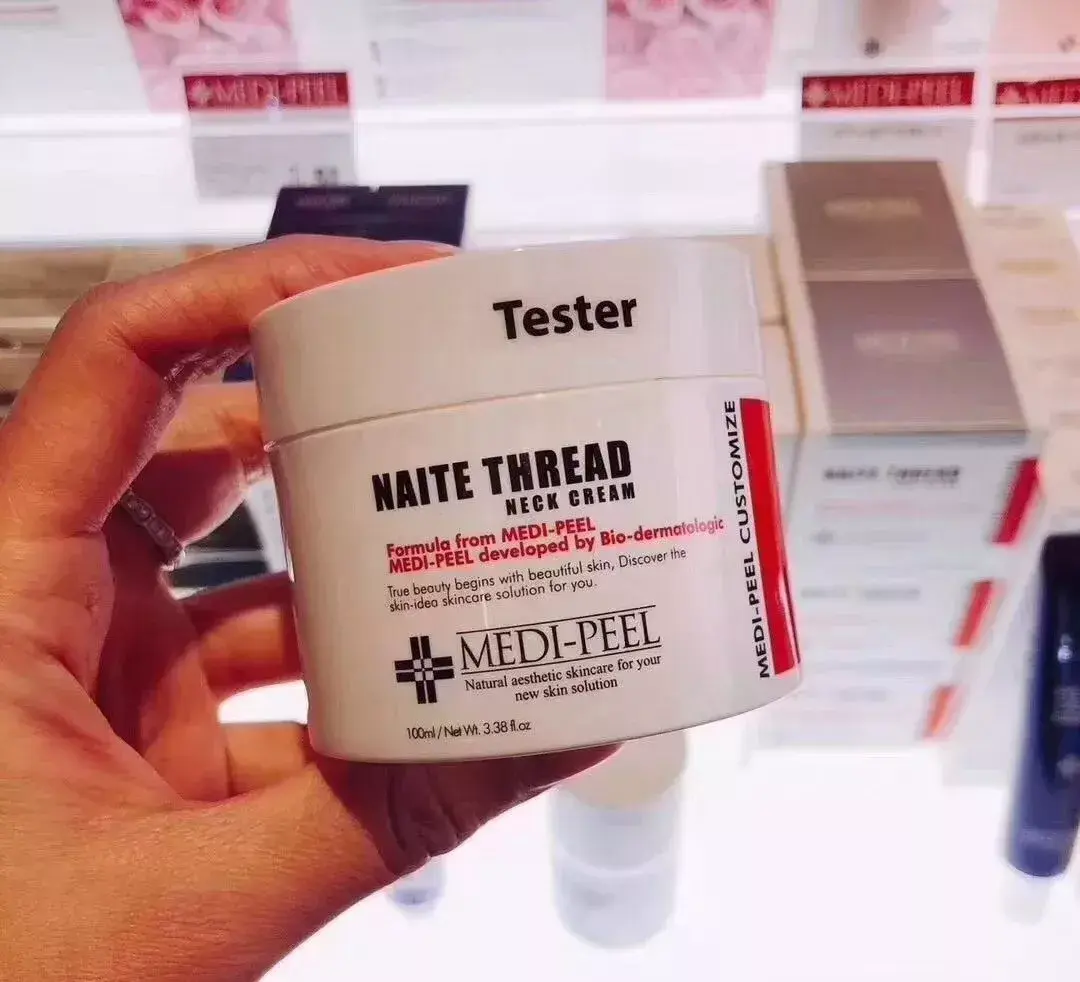 MEDI-PEEL
MEDI-PEEL
Tester
NAITE THREAD
NECK CREAM
Formula from MEDI-PEEL
MEDI-PEEL developed by Bio-dermatologic
True beauty begins with beautiful skin, Discover the
skin-idea skincare solution for you.
MEDI-PEEL
Natural aesthetic skincare for your
new skin solution
100ml / Net Wt. 3.38 fl.oz
MEDI-PEEL CUSTOMIZE
NAITE THREAD